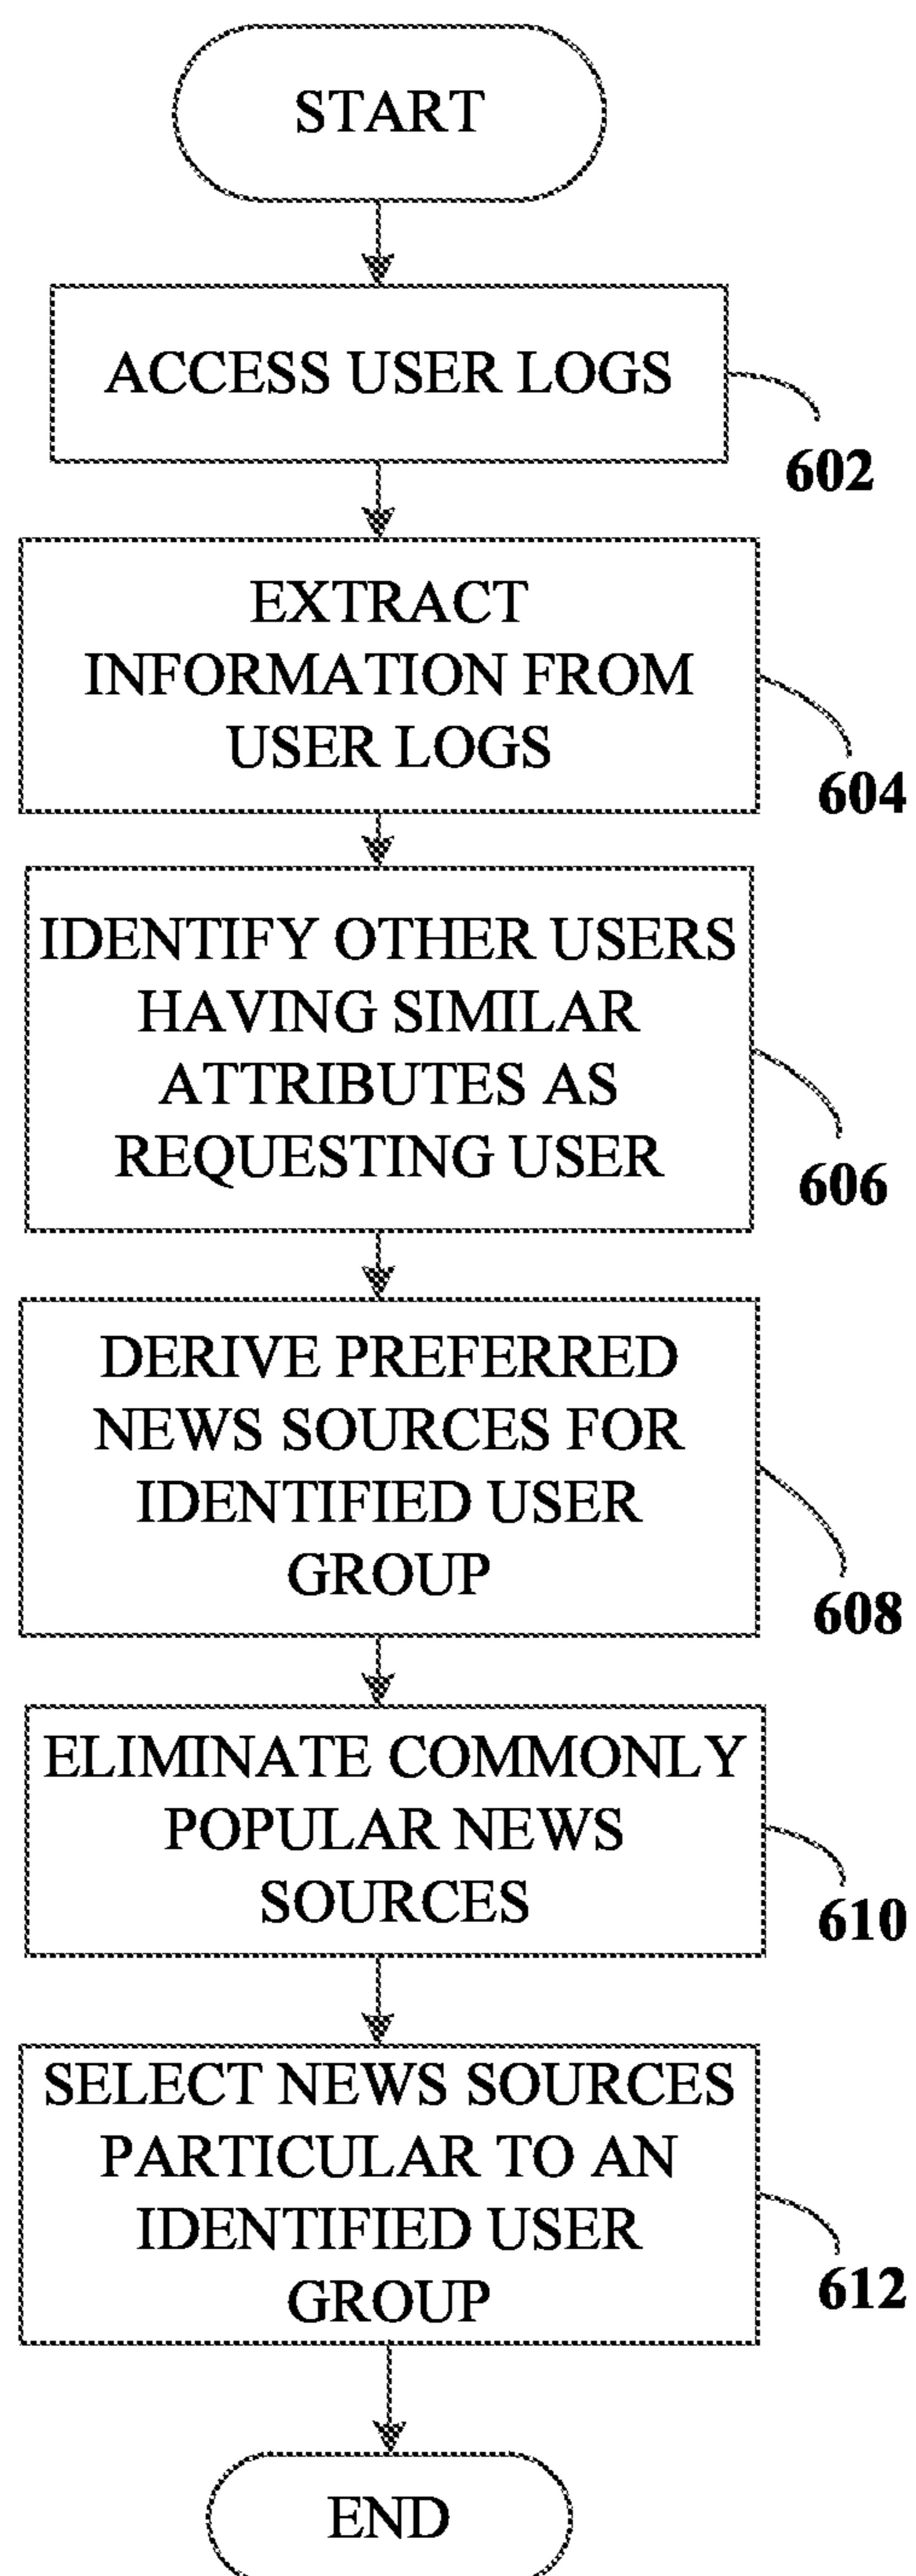 START
ACCESS USER LOGS
602
EXTRACT
INFORMATION FROM
USER LOGS
604
IDENTIFY OTHER USERS
HAVING SIMILAR
ATTRIBUTES AS
REQUESTING USER
606
DERIVE PREFERRED
NEWS SOURCES FOR
IDENTIFIED USER
GROUP
608
ELIMINATE COMMONLY
POPULAR NEWS
SOURCES
610
SELECT NEWS SOURCES
PARTICULAR TO AN
IDENTIFIED USER
GROUP
612
END